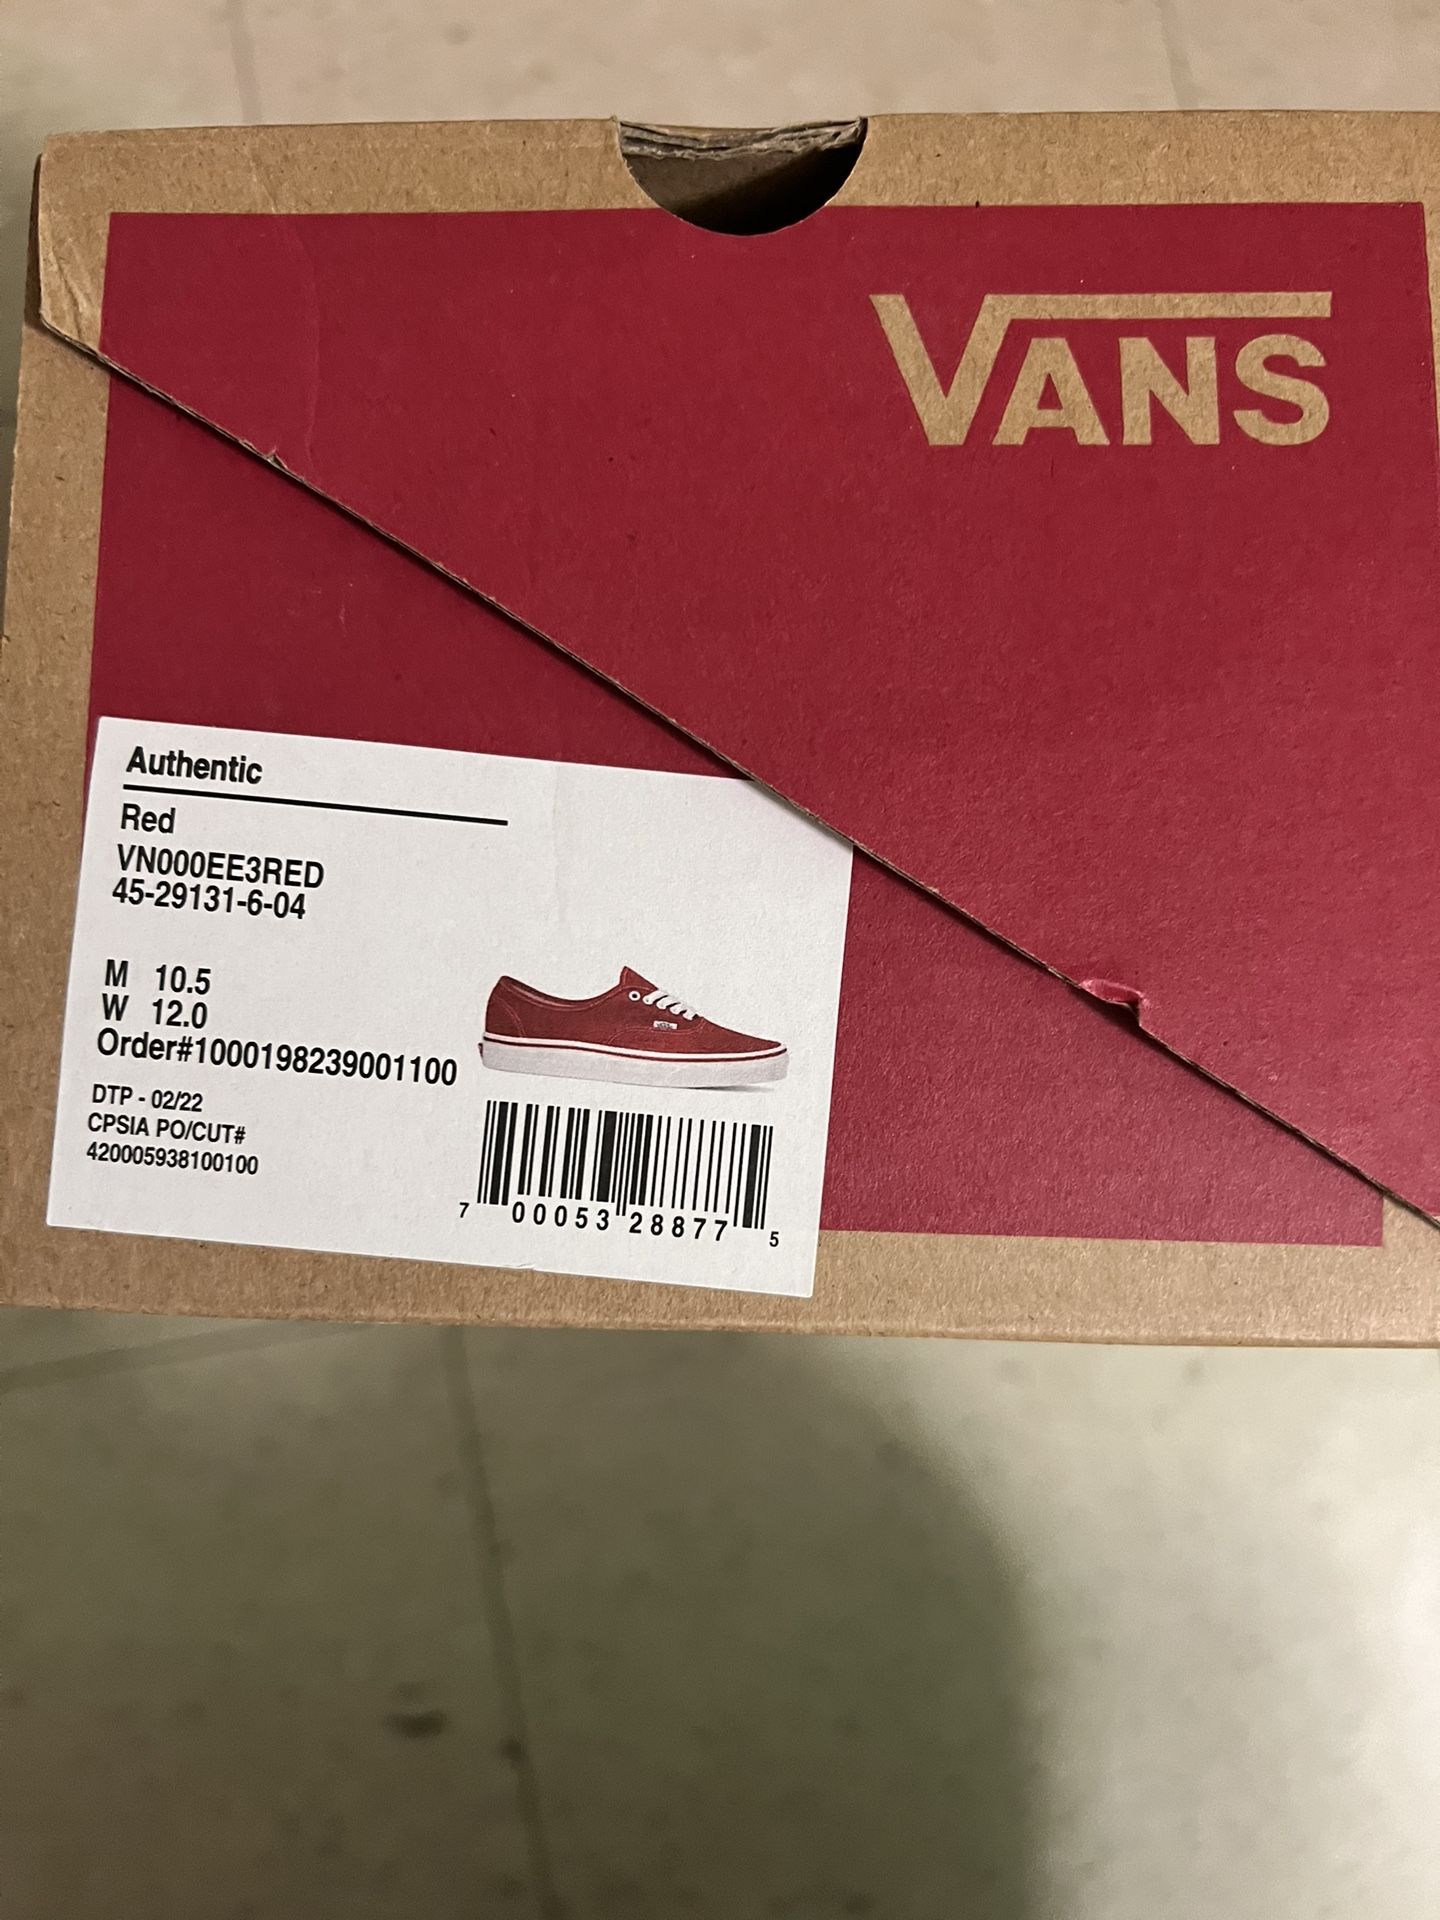 VANS
Authentic
Red
VN000EE3RED
45-29131-6-04
M 10.5
W 12.0
Order#1000198239001100
DTP - 02/22
CPSIA PO/CUT#
420005938100100
7 00053 28877 5